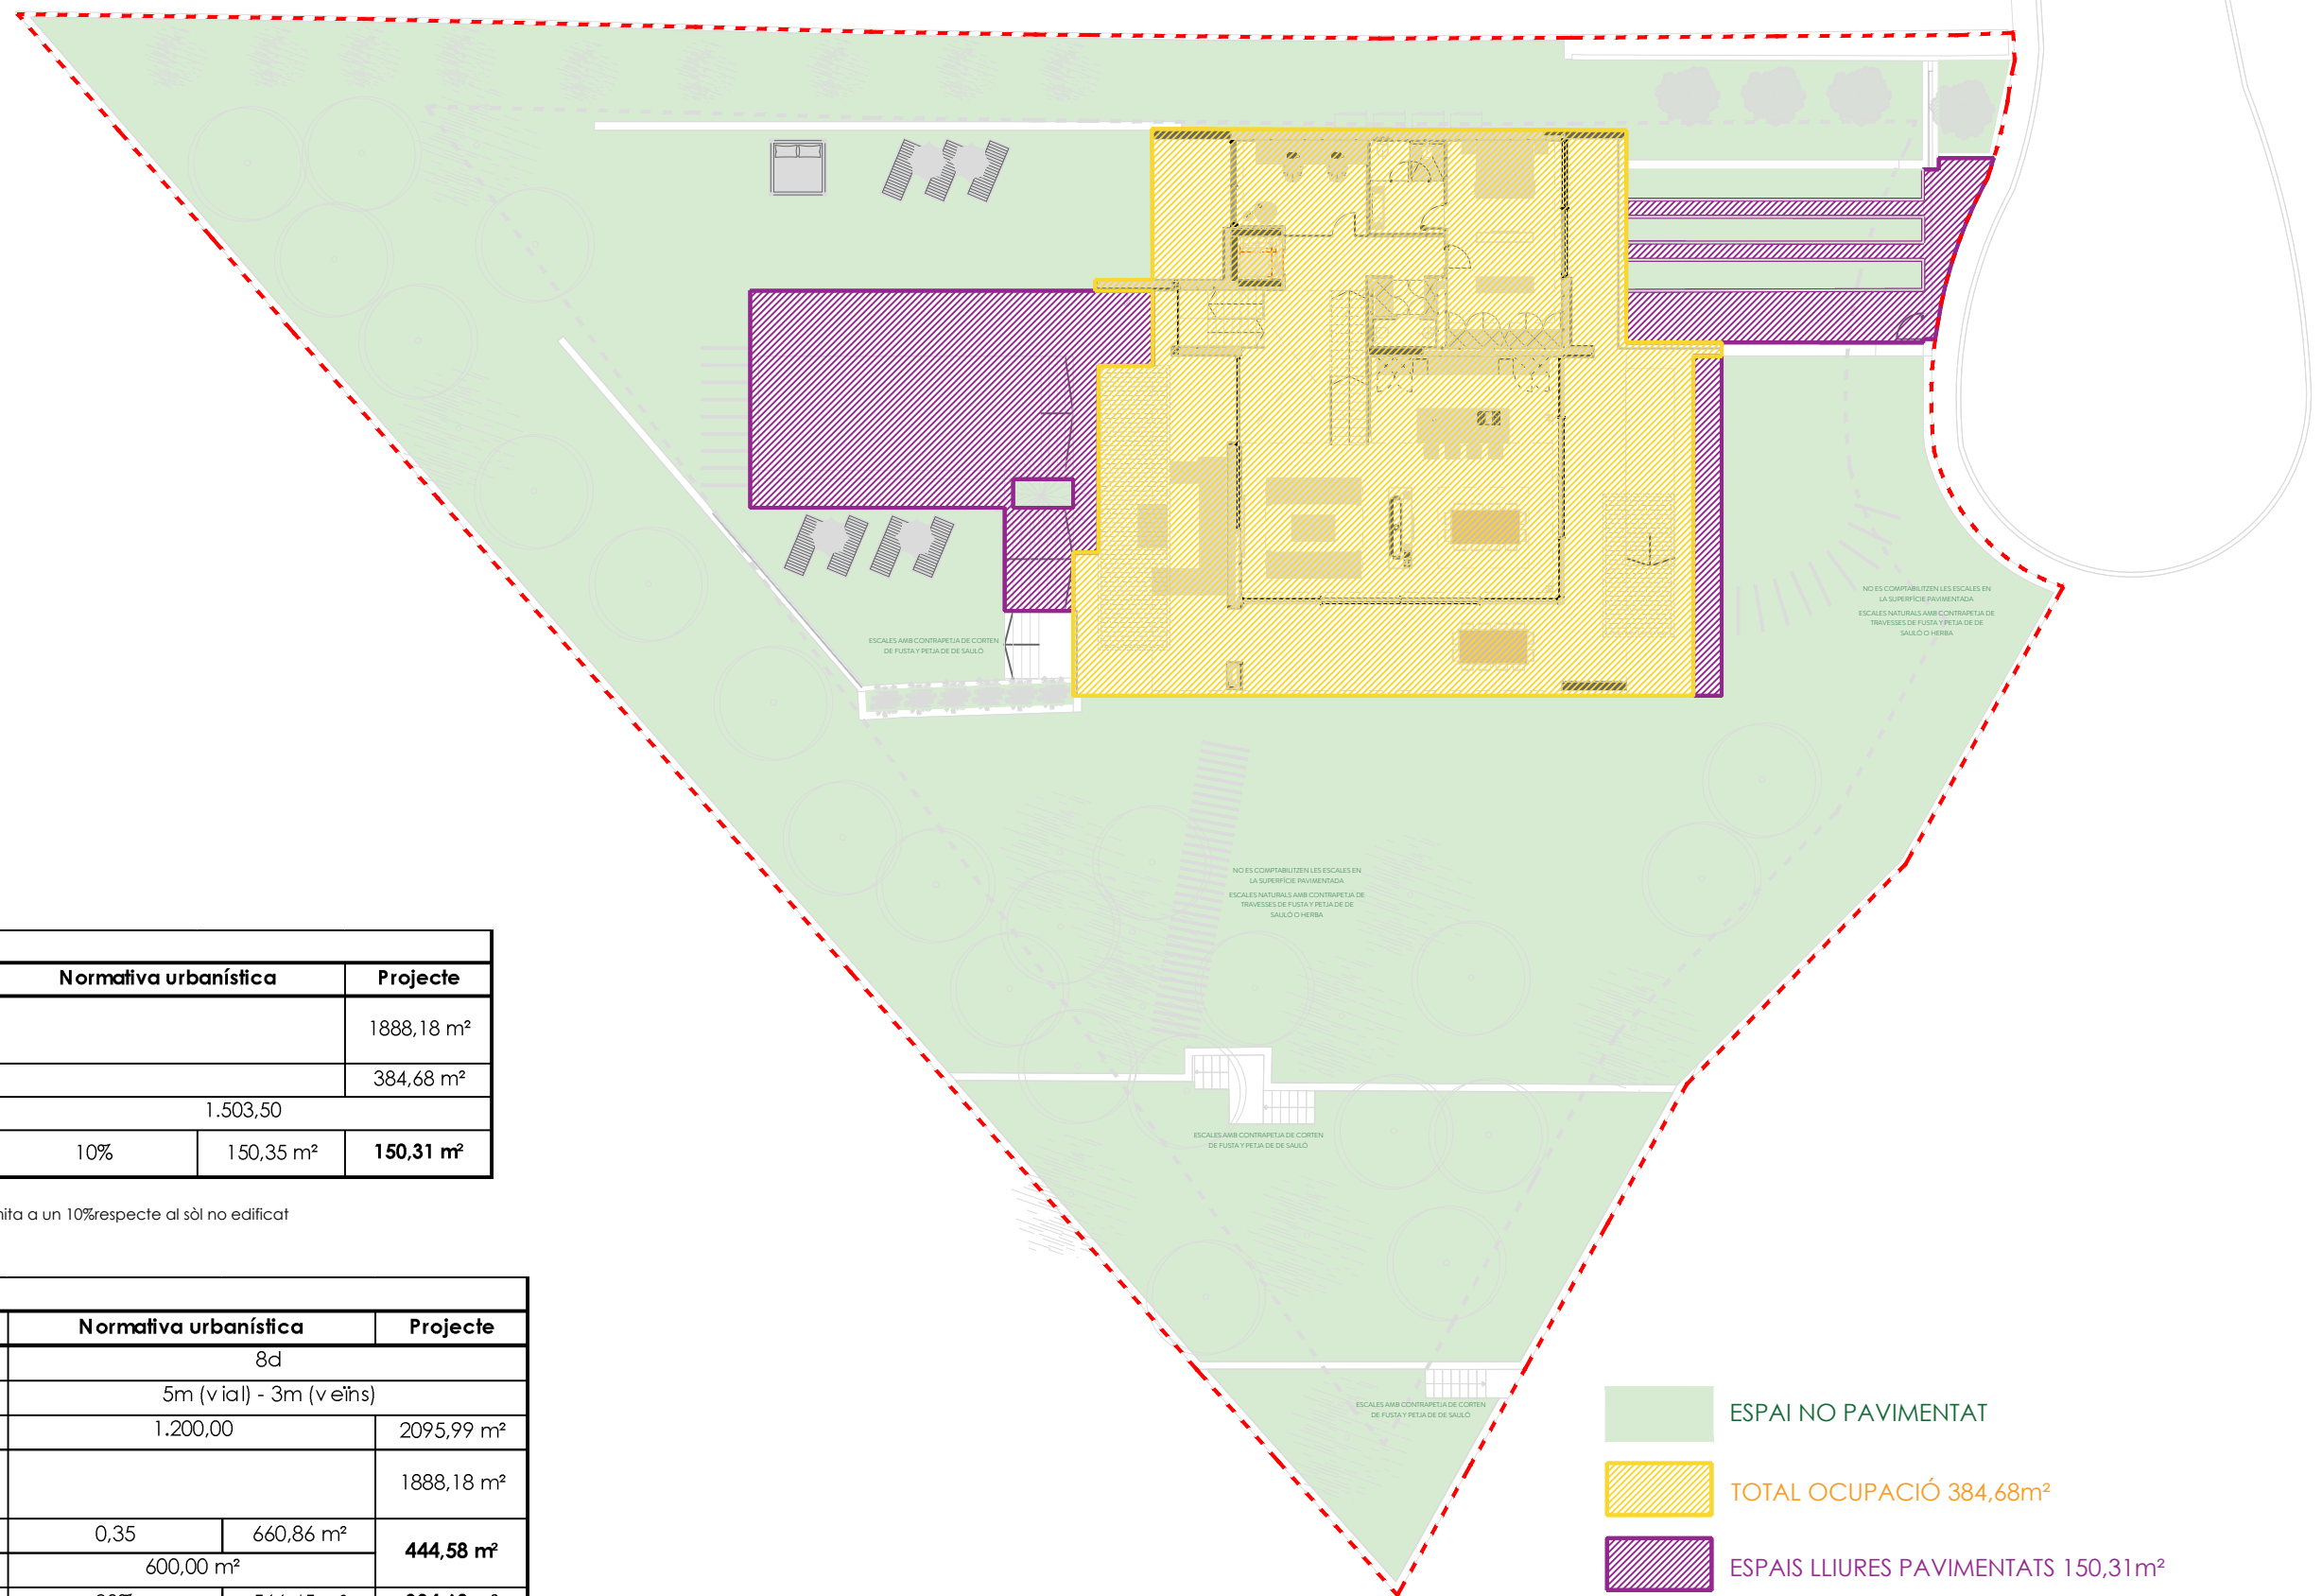 NO ES COMPTABILITZEN LES ESCALES EN
LA SUPERFÍCIE PAVIMENTADA
ESCALES NATURALS AMB CONTRAPETJA DE
TRAVESSES DE FUSTA Y PETJA DE DE
SAULÓ O HERBA
ESCALES AMB CONTRAPETJA DE CORTEN
DE FUSTA Y PETJA DE DE SAULÓ
NO ES COMPTABILITZEN LES ESCALES EN
LA SUPERFÍCIE PAVIMENTADA
ESCALES NATURALS AMB CONTRAPETJA DE
TRAVESSES DE FUSTA Y PETJA DE DE
SAULÓ O HERBA
ESCALES AMB CONTRAPETJA DE CORTEN
DE FUSTA Y PETJA DE DE SAULÓ
ESCALES AMB CONTRAPETJA DE CORTEN
DE FUSTA Y PETJA DE DE SAULÓ
Normativa urbanística Projecte
1888,18 m²
384,68 m²
1.503,50
10% 150,35 m² 150,31 m²
a un 10%respecte al sòl no edificat
Normativa urbanística Projecte
8d
5m (vial) - 3m (veïns)
1.200,00 2095,99 m²
1888,18 m²
0,35 660,86 m²
444,58 m²
600,00 m²
ESPAI NO PAVIMENTAT
TOTAL OCUPACIÓ 384,68m²
ESPAIS LLIURES PAVIMENTATS 150,31m²